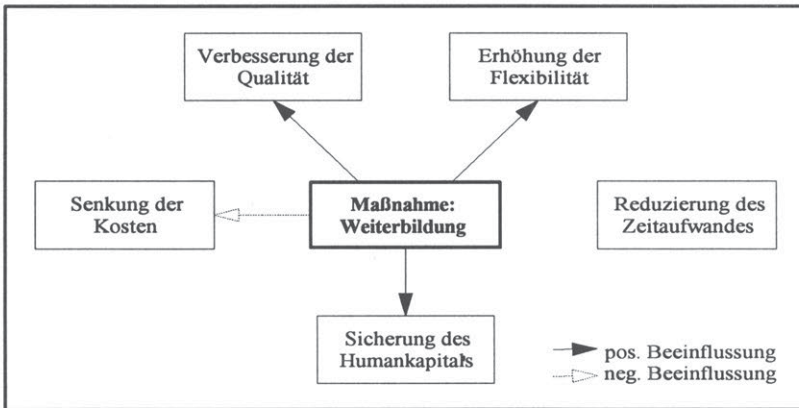 Verbesserung der
Qualität
Erhöhung der
Flexibilität
Senkung der
Kosten
Maßnahme:
Weiterbildung
Reduzierung des
Zeitaufwandes
Sicherung des
Humankapitals
pos. Beeinflussung
neg. Beeinflussung